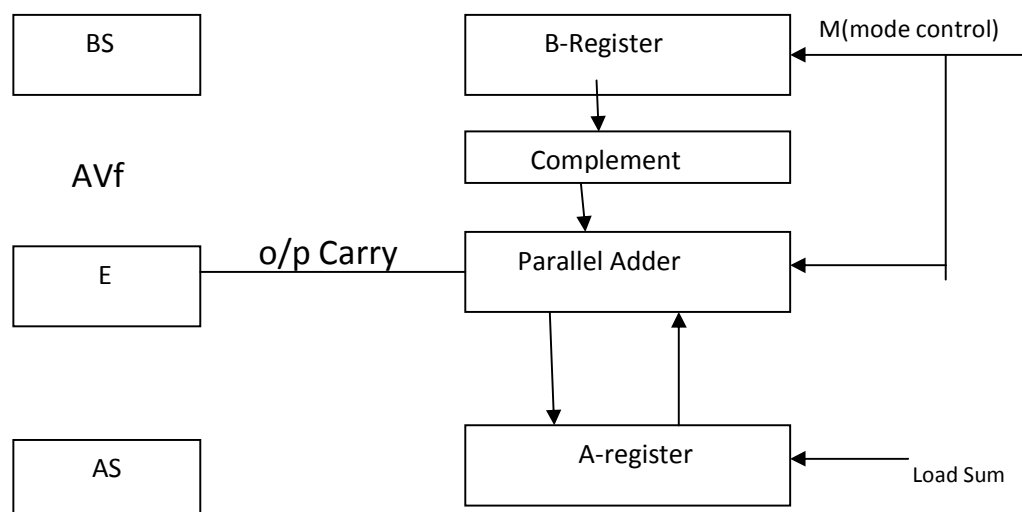 BS
B-Register
M(mode control)
Complement
AVf
o/p Carry
E
Parallel Adder
AS
A-register
Load Sum